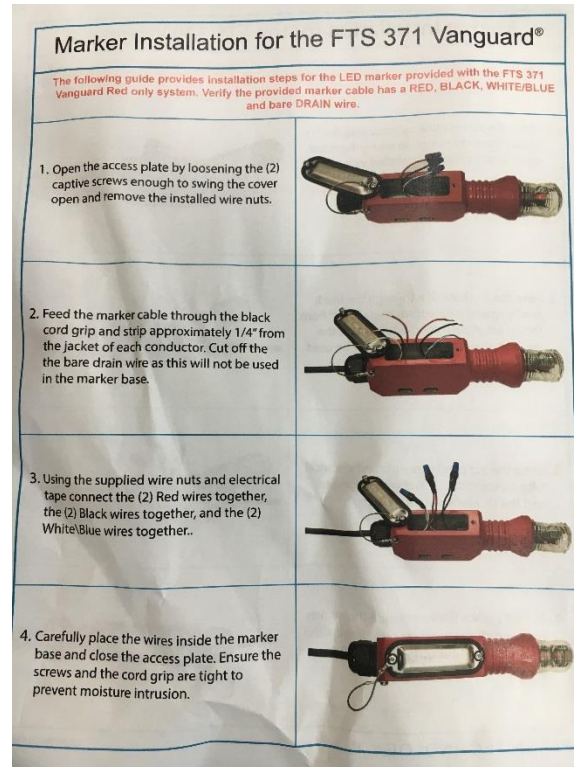 Marker Installation for the FTS 371 Vanguard®
The following guide provides installation steps for the LED marker provided with the FTS 371
Vanguard Red only system. Verify the provided marker cable has a RED, BLACK, WHITE/BLUE
and bare DRAIN wire.
1. Open the access plate by loosening the (2)
captive screws enough to swing the cover
open and remove the installed wire nuts.
2. Feed the marker cable through the black
cord grip and strip approximately 1/4" from
the jacket of each conductor. Cut off the
the bare drain wire as this will not be used
in the marker base.
3. Using the supplied wire nuts and electrical
tape connect the (2) Red wires together,
the (2) Black wires together, and the (2)
White\Blue wires together..
4. Carefully place the wires inside the marker
base and close the access plate. Ensure the
screws and the cord grip are tight to
prevent moisture intrusion.